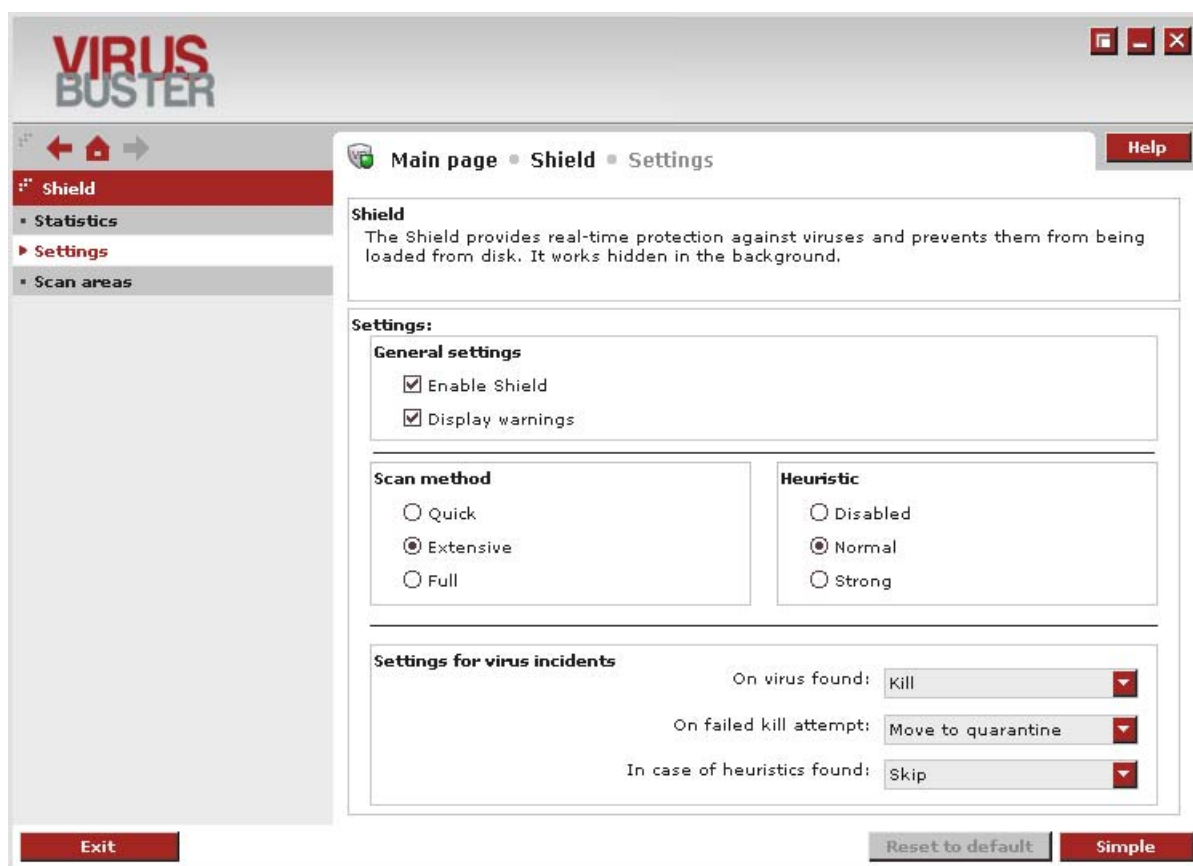 VIRUS
BUSTER
Help
Main page • Shield • Settings
Shield
Statistics
Settings
Scan areas
Shield
The Shield provides real-time protection against viruses and prevents them from being
loaded from disk. It works hidden in the background.
Settings:
General settings
Enable Shield
Display warnings
Scan method
Quick
Extensive
Full
Heuristic
Disabled
Normal
Strong
Settings for virus incidents
On virus found: Kill
On failed kill attempt: Move to quarantine
In case of heuristics found: Skip
Exit
Reset to default
Simple